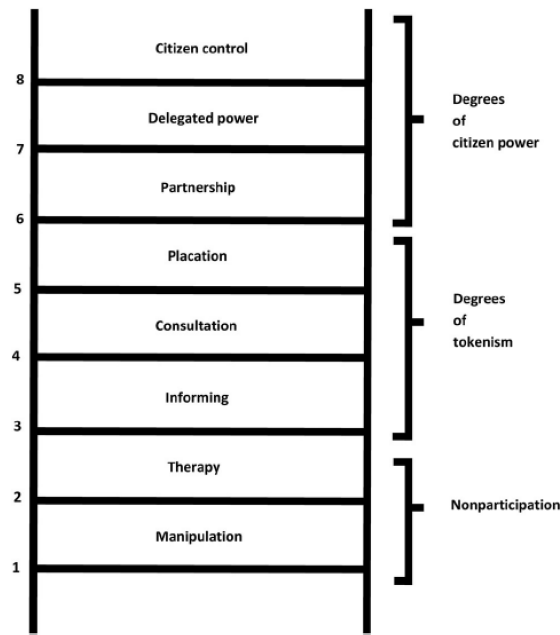 Citizen control
8
Delegated power
7
Partnership
6
Placation
5
Consultation
4
Informing
3
Therapy
2
Manipulation
1
Degrees
of
citizen power
Degrees
of
tokenism
Nonparticipation